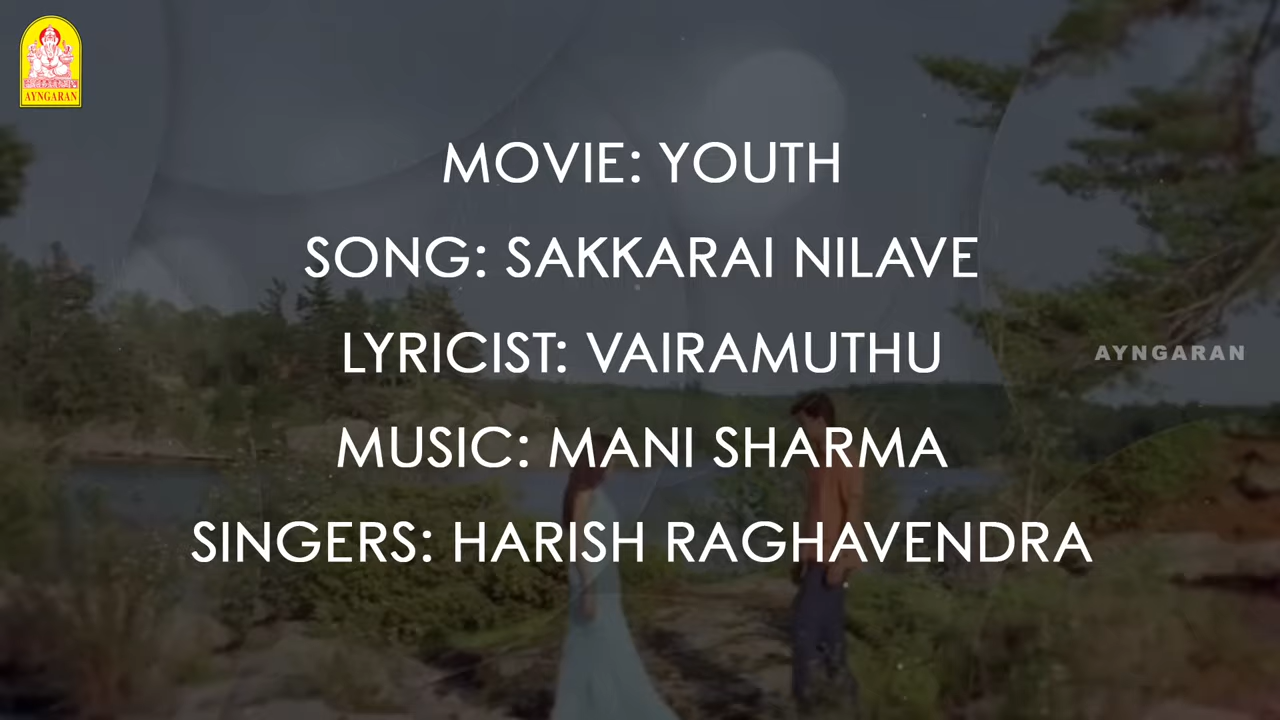 AYNGARAN
MOVIE: YOUTH
SONG: SAKKARAI NILAVE
LYRICIST: VAIRAMUTHU
AYNGARAN
MUSIC: MANI SHARMA
SINGERS: HARISH RAGHAVENDRA